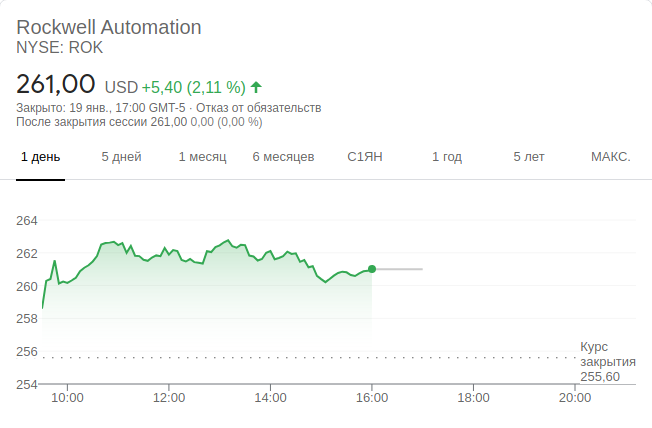 Rockwell Automation
NYSE: ROK
261,00 USD +5,40 (2,11 %)
Закрыто: 19 янв., 17:00 GMT-5 · Отказ от обязательств
После закрытия сессии 261,00 0,00 (0,00 %)
1 день 5 дней 1 месяц 6 месяцев С1ЯН 1 год 5 лет МАКС.
264
262
260
258
256
254
Курс
закрытия
255,60
10:00 12:00 14:00 16:00 18:00 20:00